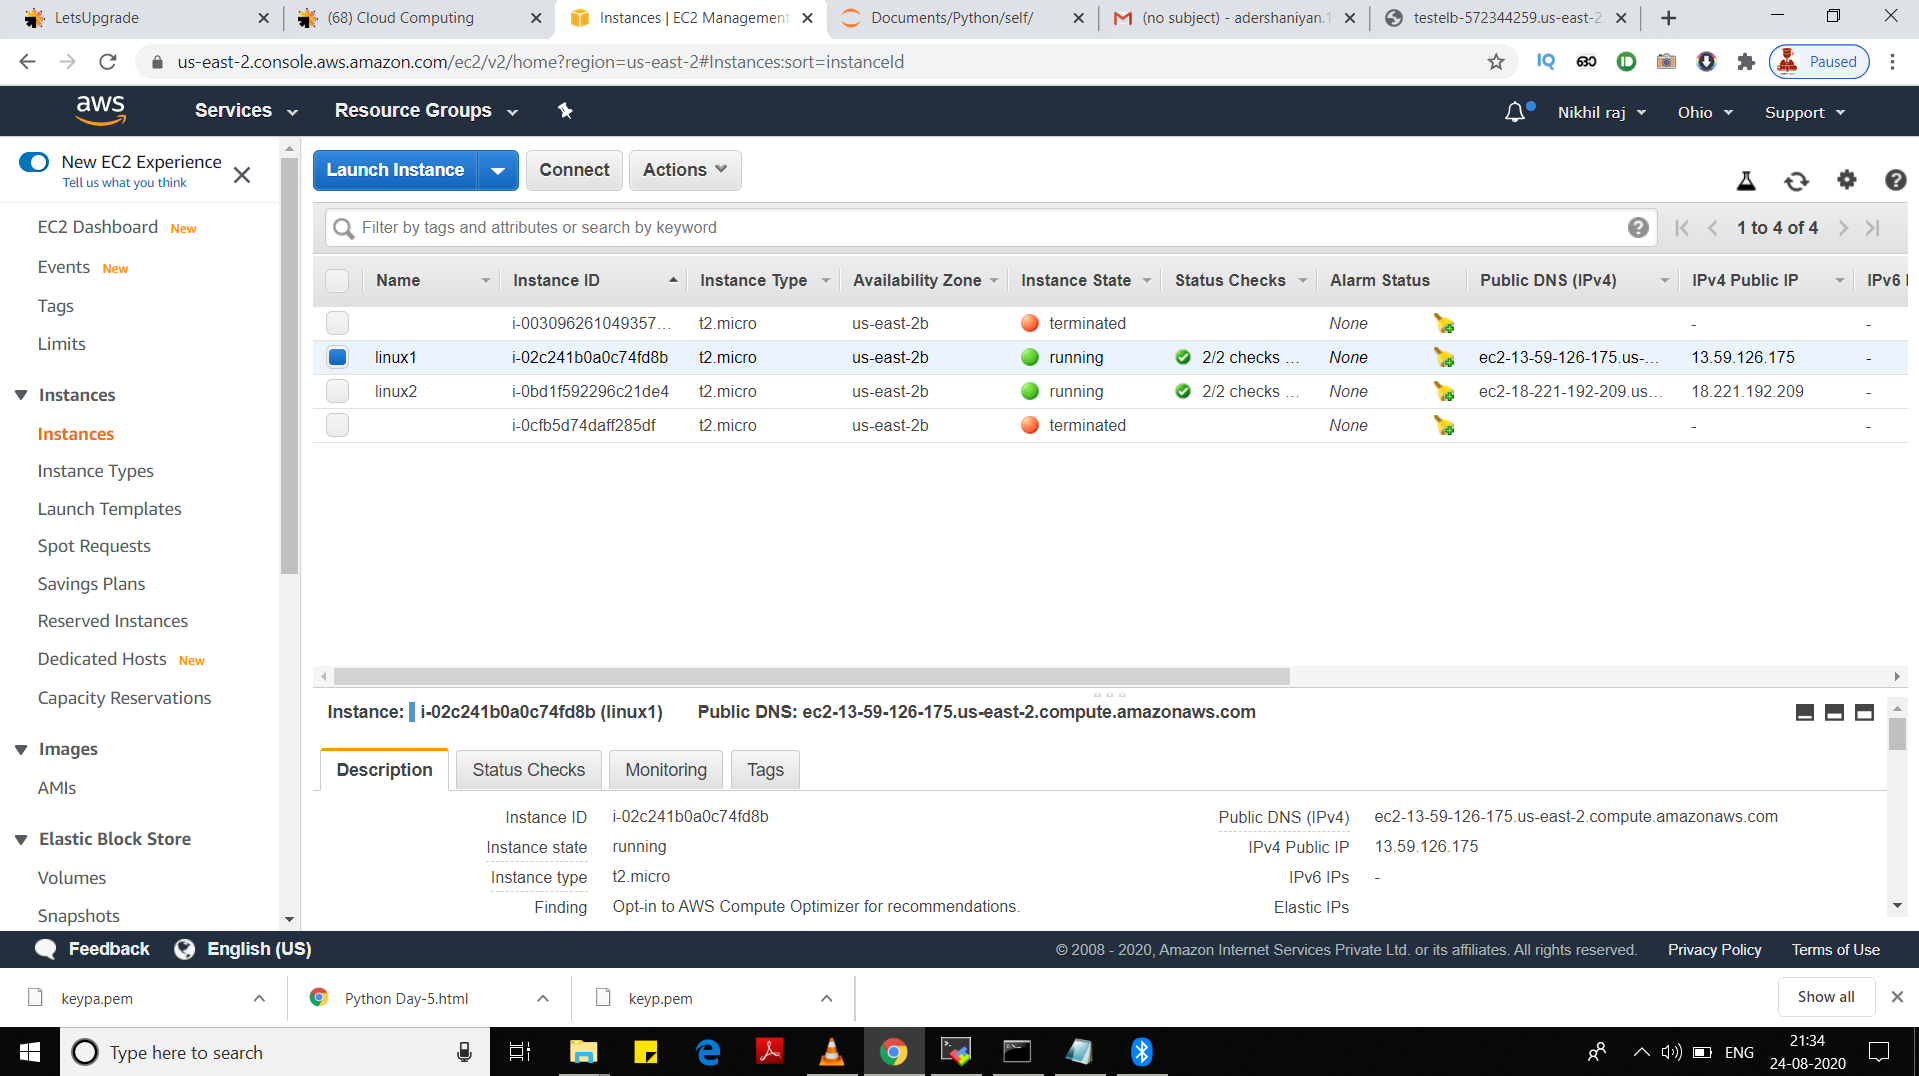 LetsUpgrade
(68) Cloud Computing
Instances | EC2 Management
Documents/Python/self/
(no subject) - adershaniyan.1
testelb-572344259.us-east-2
us-east-2.console.aws.amazon.com/ec2/v2/home?region=us-east-2#Instances:sort=instanceId
IQ
Paused
aws
Services
Resource Groups
Nikhil raj
Ohio
Support
New EC2 Experience
Tell us what you think
EC2 Dashboard New
Events New
Tags
Limits
Instances
Instances
Instance Types
Launch Templates
Spot Requests
Savings Plans
Reserved Instances
Dedicated Hosts New
Capacity Reservations
Images
AMIs
Elastic Block Store
Volumes
Snapshots
Launch Instance
Connect
Actions
Filter by tags and attributes or search by keyword
1 to 4 of 4
Name Instance ID Instance Type Availability Zone Instance State Status Checks Alarm Status Public DNS (IPv4) IPv4 Public IP IPv6
i-003096261049357... t2.micro us-east-2b terminated None - -
linux1 i-02c241b0a0c74fd8b t2.micro us-east-2b running 2/2 checks ... None ec2-13-59-126-175.us-... 13.59.126.175 -
linux2 i-0bd1f592296c21de4 t2.micro us-east-2b running 2/2 checks ... None ec2-18-221-192-209.us... 18.221.192.209 -
i-0cfb5d74daff285df t2.micro us-east-2b terminated None - -
Instance: i-02c241b0a0c74fd8b (linux1) Public DNS: ec2-13-59-126-175.us-east-2.compute.amazonaws.com
Description
Status Checks
Monitoring
Tags
Instance ID i-02c241b0a0c74fd8b
Instance state running
Instance type t2.micro
Finding Opt-in to AWS Compute Optimizer for recommendations.
Public DNS (IPv4) ec2-13-59-126-175.us-east-2.compute.amazonaws.com
IPv4 Public IP 13.59.126.175
IPv6 IPs -
Elastic IPs
Feedback
English (US)
© 2008 - 2020, Amazon Internet Services Private Ltd. or its affiliates. All rights reserved.
Privacy Policy
Terms of Use
keypa.pem
Python Day-5.html
keyp.pem
Show all
Type here to search
ENG
21:34
24-08-2020